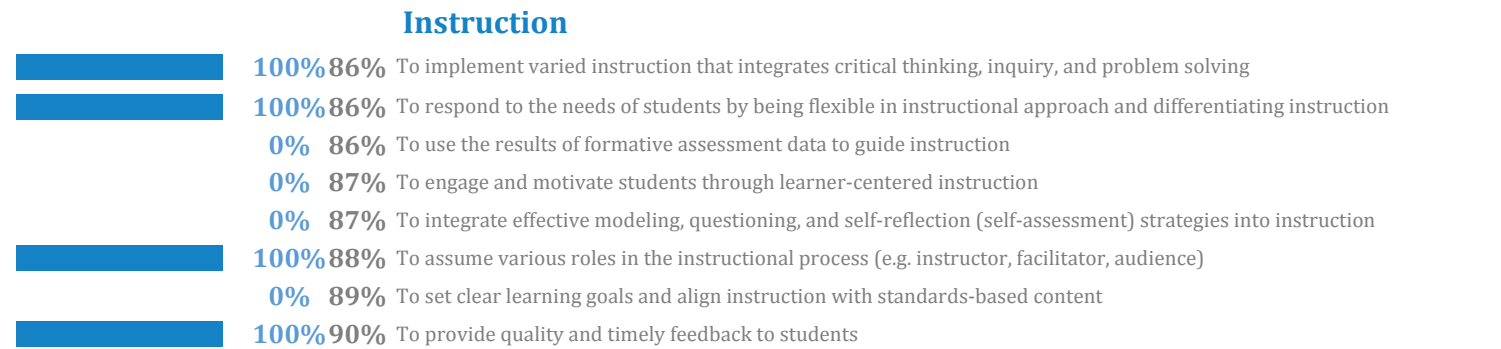 Instruction
100% 86% To implement varied instruction that integrates critical thinking, inquiry, and problem solving
100% 86% To respond to the needs of students by being flexible in instructional approach and differentiating instruction
0% 86% To use the results of formative assessment data to guide instruction
0% 87% To engage and motivate students through learner-centered instruction
0% 87% To integrate effective modeling, questioning, and self-reflection (self-assessment) strategies into instruction
100% 88% To assume various roles in the instructional process (e.g. instructor, facilitator, audience)
0% 89% To set clear learning goals and align instruction with standards-based content
100% 90% To provide quality and timely feedback to students